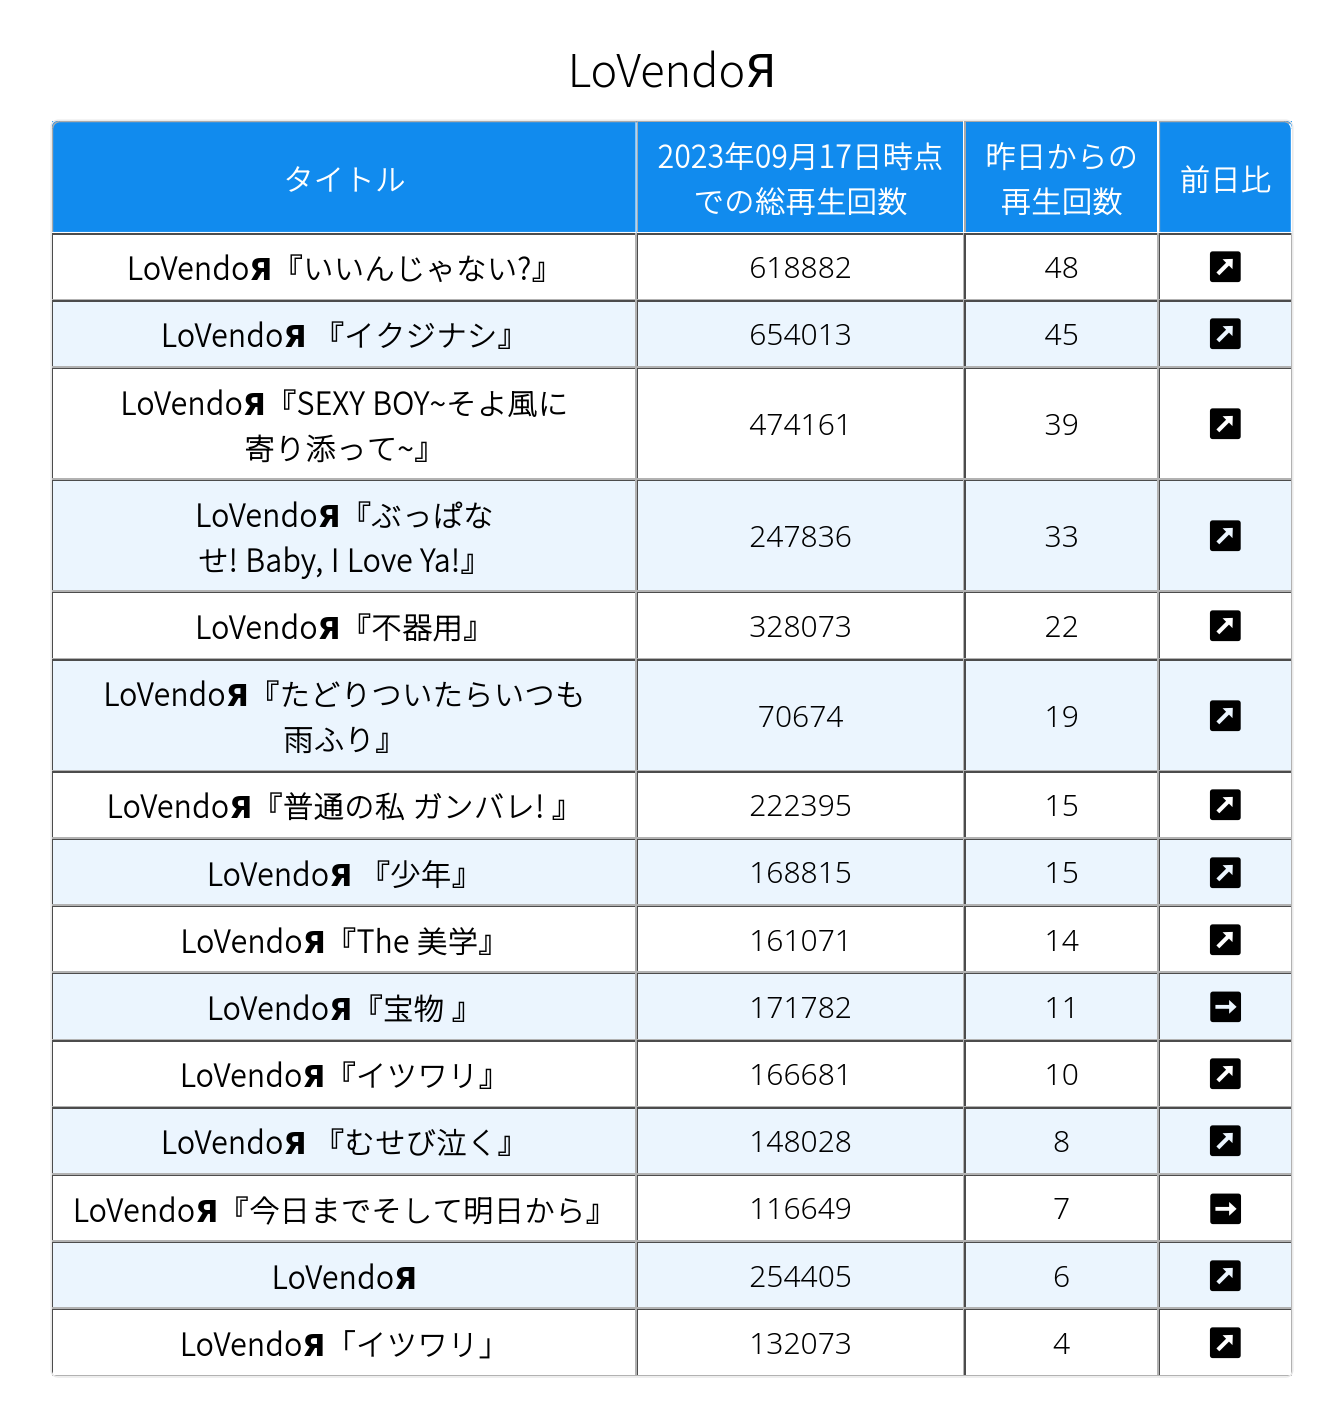 LoVendoЯ
タイトル
2023年09月17日時点
での総再生回数
昨日からの
再生回数
前日比
LoVendoЯ『いいんじゃない?』 618882 48
LoVendoЯ 『イクジナシ』 654013 45
LoVendoЯ『SEXY BOY~そよ風に
寄り添って~』 474161 39
LoVendoЯ『ぶっぱな
せ! Baby, I Love Ya!』 247836 33
LoVendoЯ『不器用』 328073 22
LoVendoЯ『たどりついたらいつも
雨ふり』 70674 19
LoVendoЯ『普通の私 ガンバレ! 』 222395 15
LoVendoЯ 『少年』 168815 15
LoVendoЯ『The 美学』 161071 14
LoVendoЯ『宝物 』 171782 11
LoVendoЯ『イツワリ』 166681 10
LoVendoЯ 『むせび泣く』 148028 8
LoVendoЯ『今日までそして明日から』 116649 7
LoVendoЯ 254405 6
LoVendoЯ「イツワリ」 132073 4